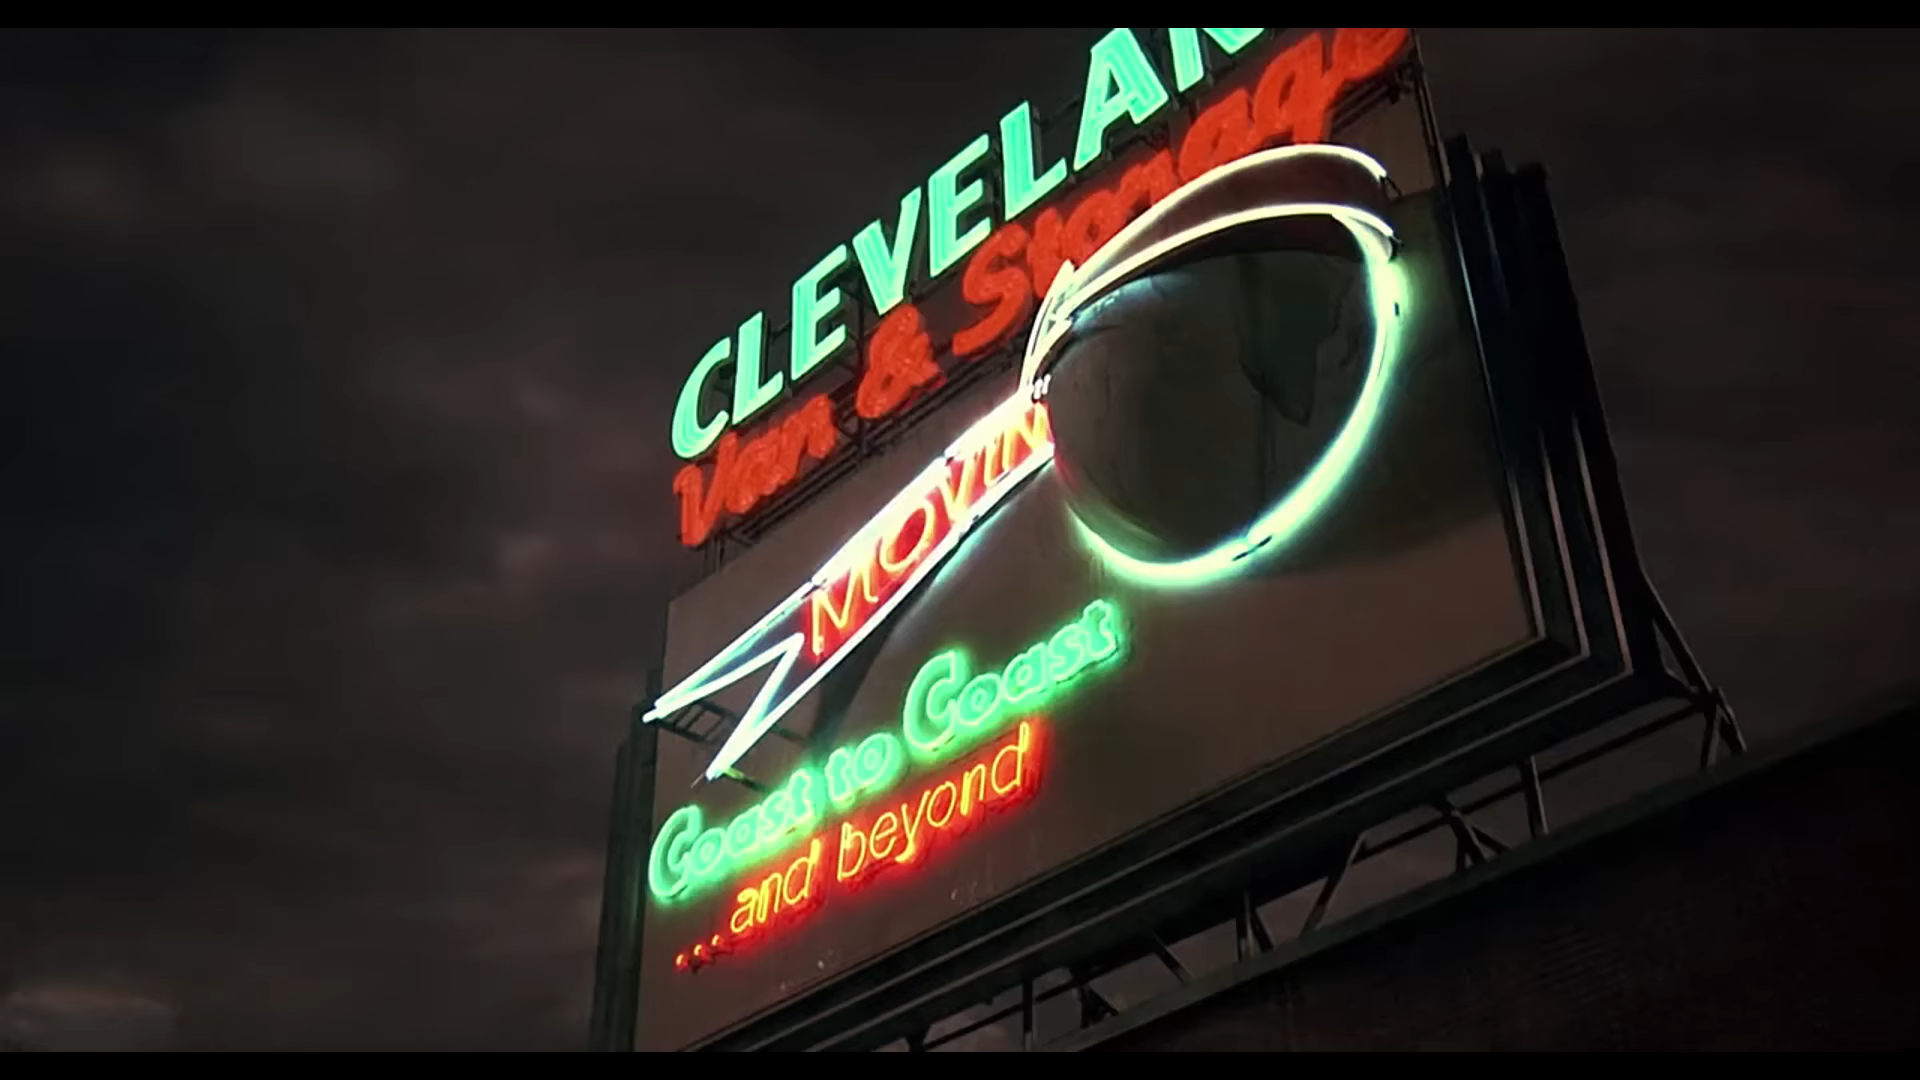 CLEVELAN
Van & Storage
MOVIN
Coast to Coast
...and beyond